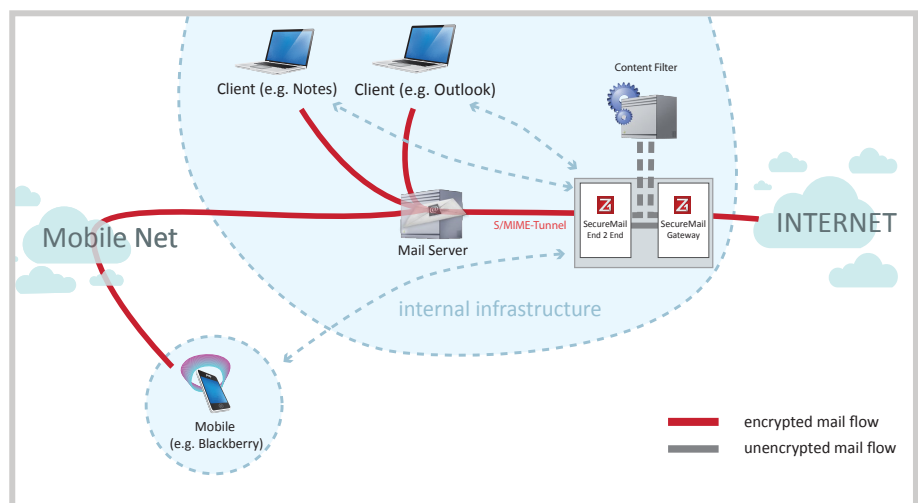 Content Filter
Client (e.g. Notes)
Client (e.g. Outlook)
SecureMail
End 2 End
SecureMail
Gateway
S/MIME-Tunnel
INTERNET
Mobile Net
Mail Server
internal infrastructure
Mobile
(e.g. Blackberry)
encrypted mail flow
unencrypted mail flow